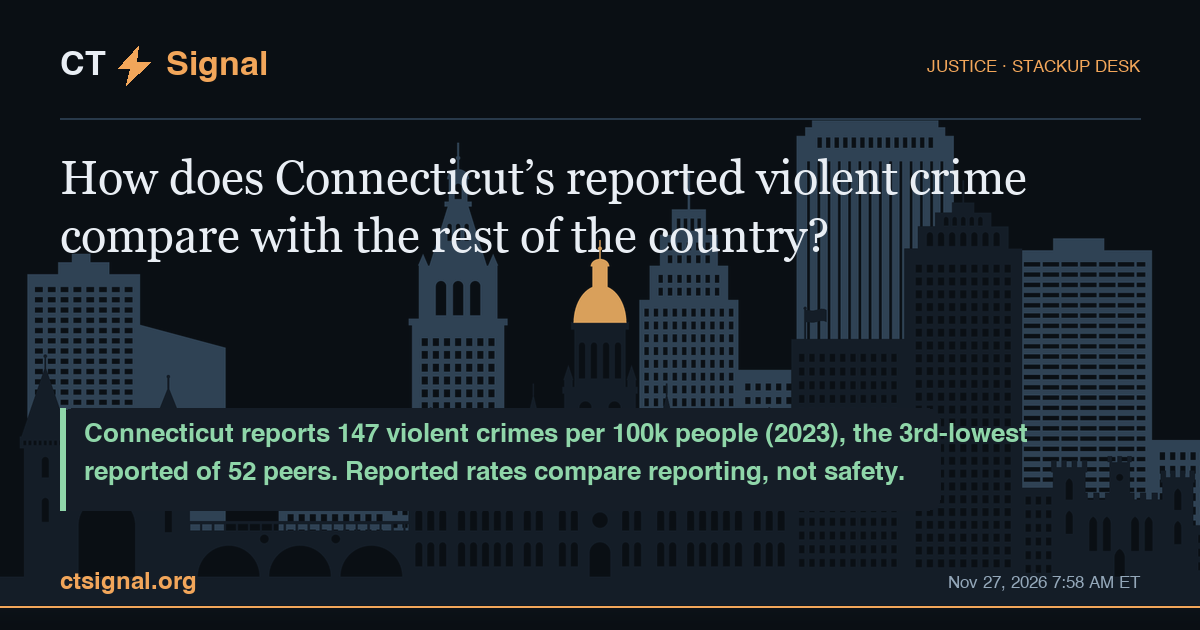 CT Signal
JUSTICE · STACKUP DESK
How does Connecticut’s reported violent crime
compare with the rest of the country?
Connecticut reports 147 violent crimes per 100k people (2023), the 3rd-lowest
reported of 52 peers. Reported rates compare reporting, not safety.
ctsignal.org
Nov 27, 2026 7:58 AM ET